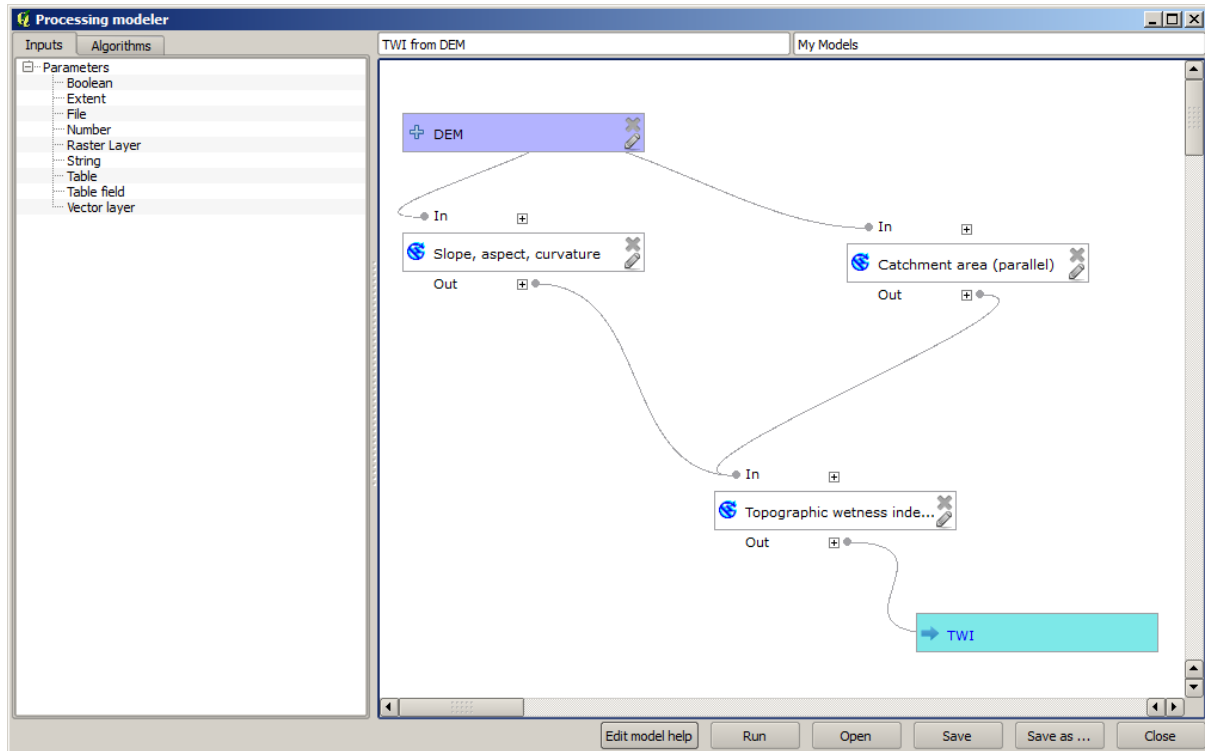 Processing modeler
Inputs Algorithms
TWI from DEM My Models
Parameters
Boolean
Extent
File
Number
Raster Layer
String
Table
Table field
Vector layer
DEM
In
Slope, aspect, curvature
Out
In
Catchment area (parallel)
Out
In
Topographic wetness inde...
Out
TWI
Edit model help Run Open Save Save as ... Close